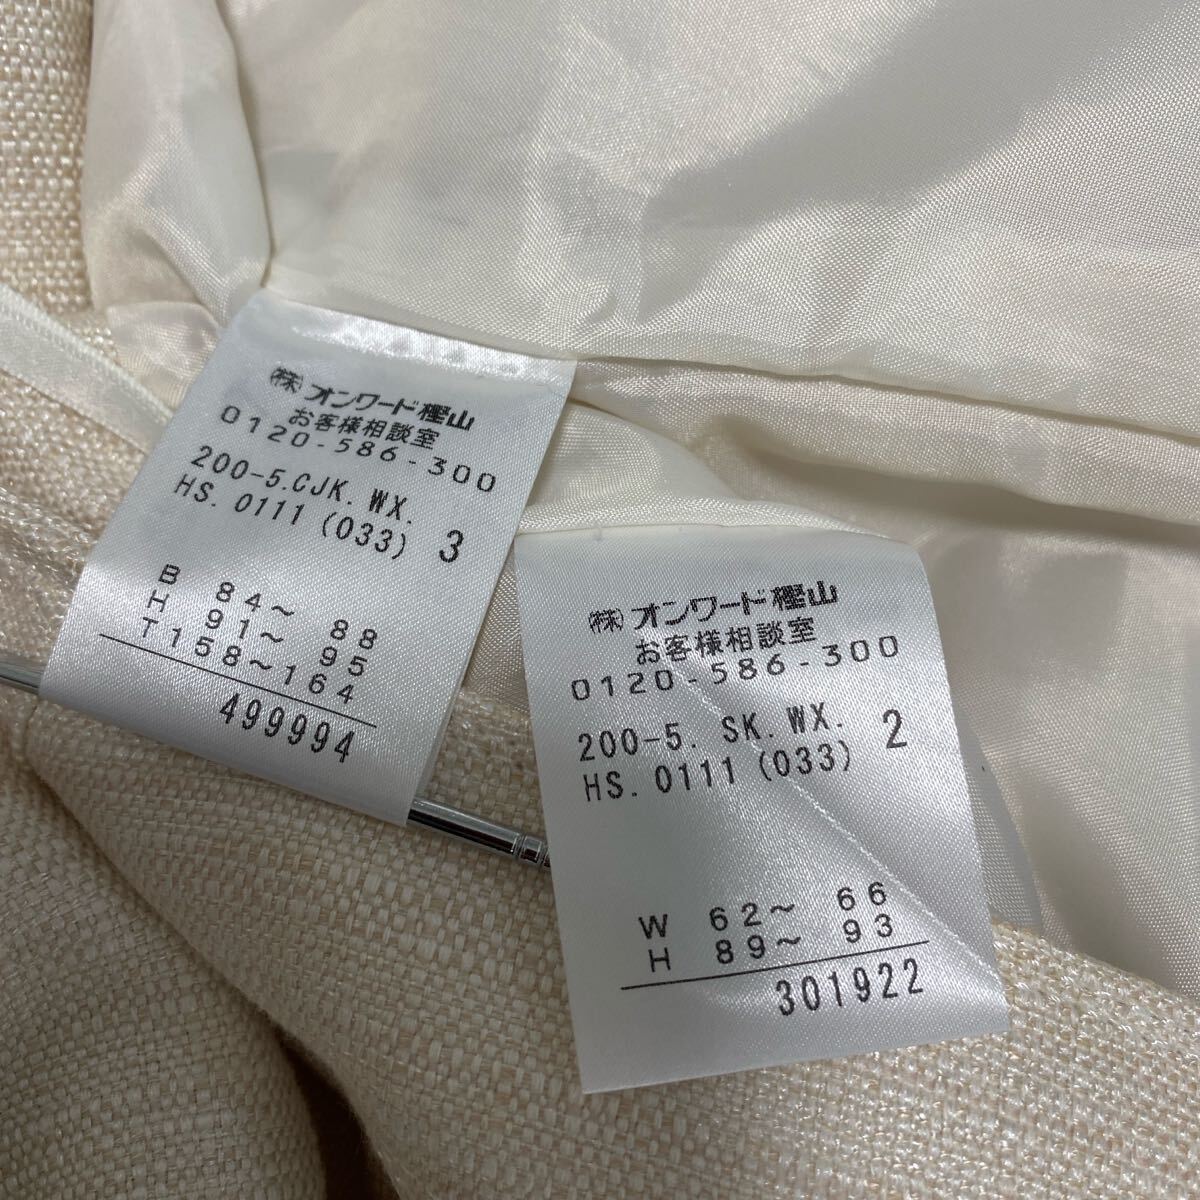 ㈱オンワード樫山
お客様相談室
0120-586-300
200-5.CJK.WX.
HS.0111(033) 3
B 84~ 88
H 91~ 95
T158~164
499994
㈱オンワード樫山
お客様相談室
0120-586-300
200-5. SK.WX.
HS.0111(033) 2
W 62~ 66
H 89~ 93
301922